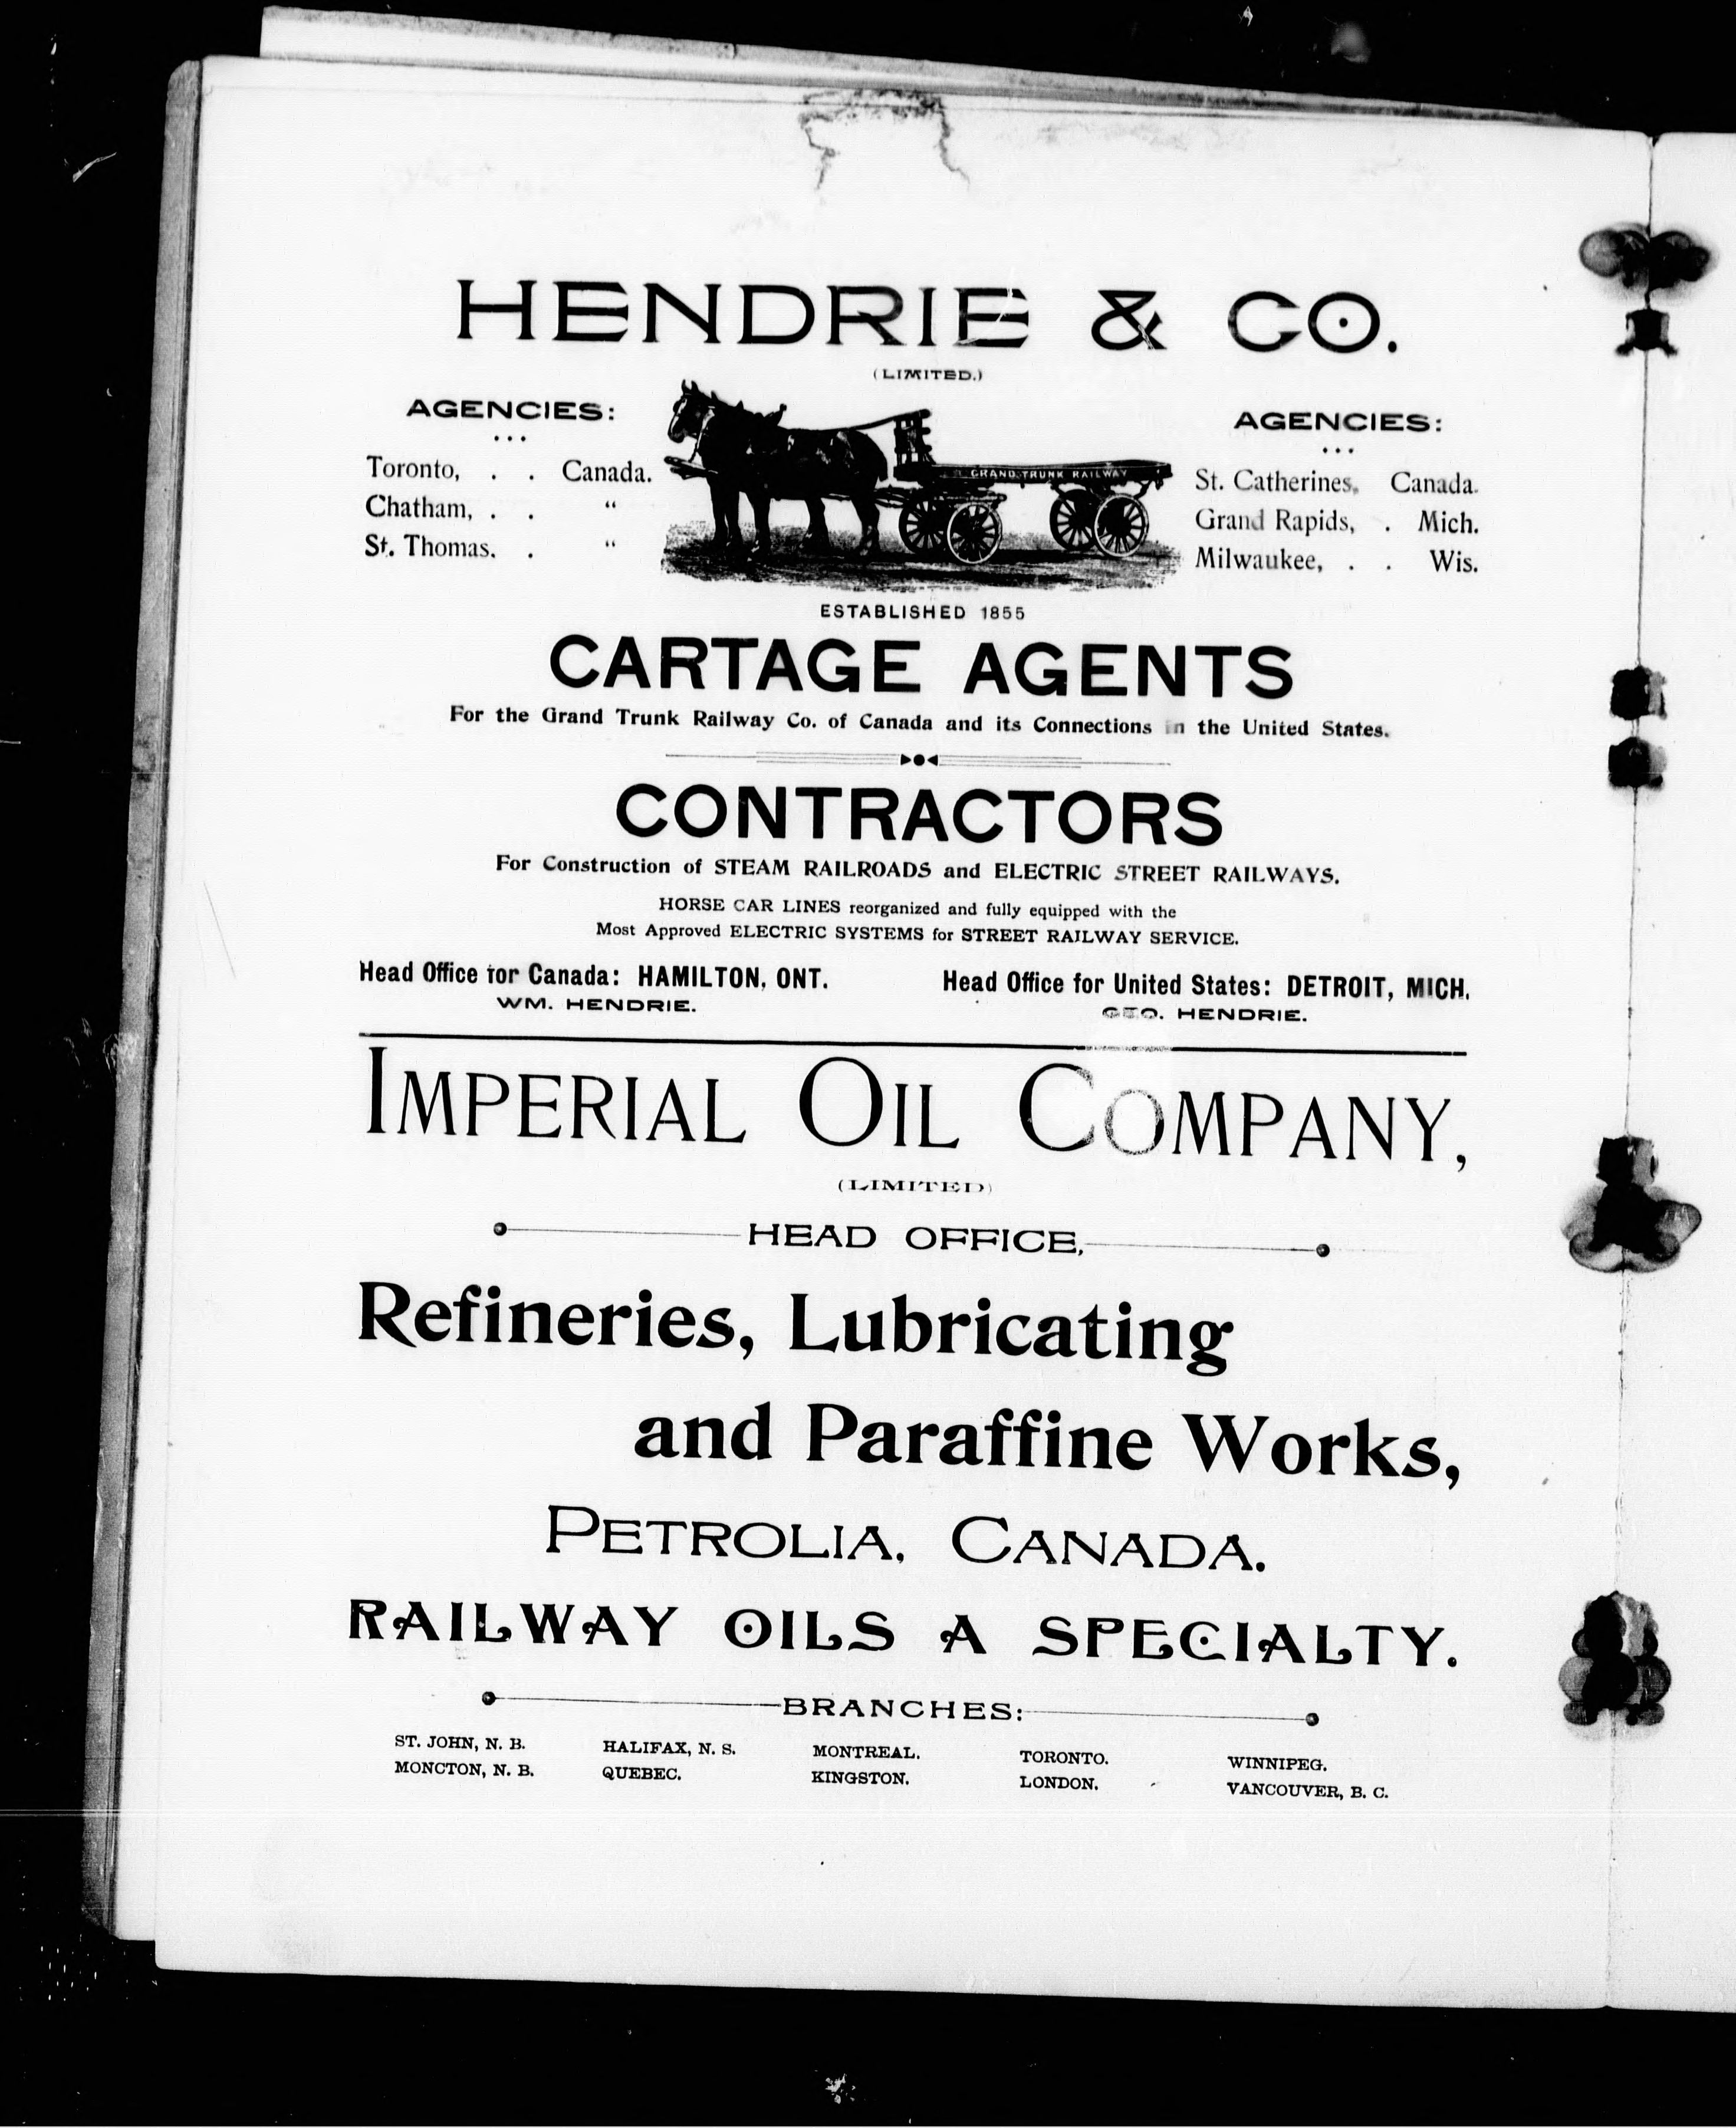 HENDRIE & CO.
(LIMITED.)
AGENCIES:
Toronto, . . Canada.
Chatham, . . “
St. Thomas. . “
GRAND TRUNK RAILWAY
AGENCIES:
St. Catherines, Canada.
Grand Rapids, . Mich.
Milwaukee, . . Wis.
ESTABLISHED 1855
CARTAGE AGENTS
For the Grand Trunk Railway Co. of Canada and its Connections in the United States.
CONTRACTORS
For Construction of STEAM RAILROADS and ELECTRIC STREET RAILWAYS.
HORSE CAR LINES reorganized and fully equipped with the
Most Approved ELECTRIC SYSTEMS for STREET RAILWAY SERVICE.
Head Office for Canada: HAMILTON, ONT.
WM. HENDRIE.
Head Office for United States: DETROIT, MICH.
GEO. HENDRIE.
IMPERIAL OIL COMPANY,
(LIMITED)
HEAD OFFICE,
Refineries, Lubricating
and Paraffine Works,
PETROLIA, CANADA.
RAILWAY OILS A SPECIALTY.
BRANCHES:
ST. JOHN, N. B. HALIFAX, N. S. MONTREAL. TORONTO. WINNIPEG.
MONCTON, N. B. QUEBEC. KINGSTON. LONDON. VANCOUVER, B. C.